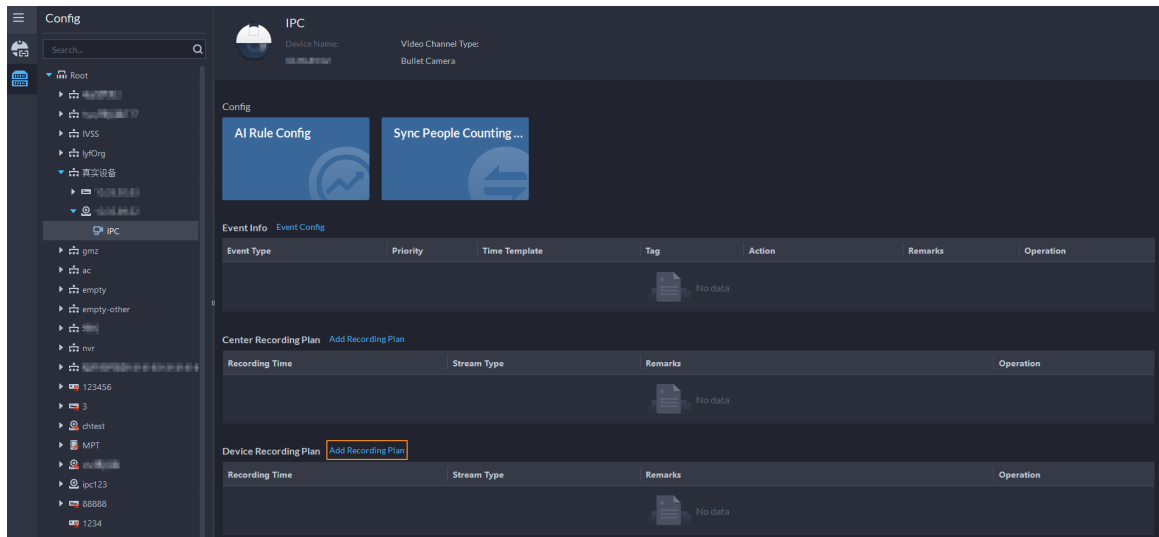 Config
Search...
Root
IVSS
lyfOrg
真实设备
IPC
gmz
ac
empty
empty-other
nvr
123456
3
chtest
MPT
ipc123
88888
1234
IPC
Device Name:
Video Channel Type:
Bullet Camera
Config
AI Rule Config
Sync People Counting ...
Event Info Event Config
Event Type Priority Time Template Tag Action Remarks Operation
No data
Center Recording Plan Add Recording Plan
Recording Time Stream Type Remarks Operation
No data
Device Recording Plan Add Recording Plan
Recording Time Stream Type Remarks Operation
No data